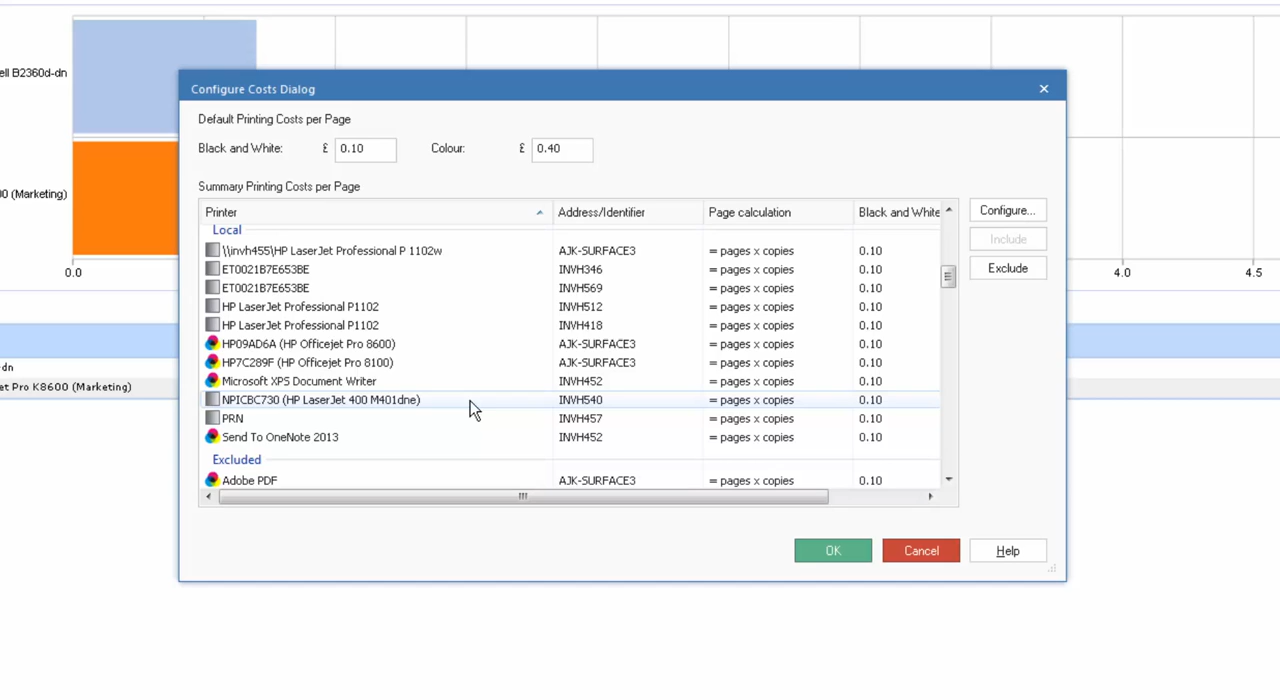 ell B2360d-dn
Configure Costs Dialog
Default Printing Costs per Page
Black and White: £ 0.10 Colour: £ 0.40
00 (Marketing)
Summary Printing Costs per Page
Printer Address/Identifier Page calculation Black and White Configure...
Local
Include
\\invh455\HP LaserJet Professional P 1102w AJK-SURFACE3 = pages x copies 0.10
ET0021B7E653BE INVH346 = pages x copies 0.10 Exclude
0.0 4.0 4.5
ET0021B7E653BE INVH569 = pages x copies 0.10
HP LaserJet Professional P1102 INVH512 = pages x copies 0.10
HP LaserJet Professional P1102 INVH418 = pages x copies 0.10
HP09AD6A (HP Officejet Pro 8600) AJK-SURFACE3 = pages x copies 0.10
dn
HP7C289F (HP Officejet Pro 8100) AJK-SURFACE3 = pages x copies 0.10
et Pro K8600 (Marketing)
Microsoft XPS Document Writer INVH452 = pages x copies 0.10
NPICBC730 (HP LaserJet 400 M401dne) INVH540 = pages x copies 0.10
PRN INVH457 = pages x copies 0.10
Send To OneNote 2013 INVH452 = pages x copies 0.10
Excluded
Adobe PDF AJK-SURFACE3 = pages x copies 0.10
OK Cancel Help